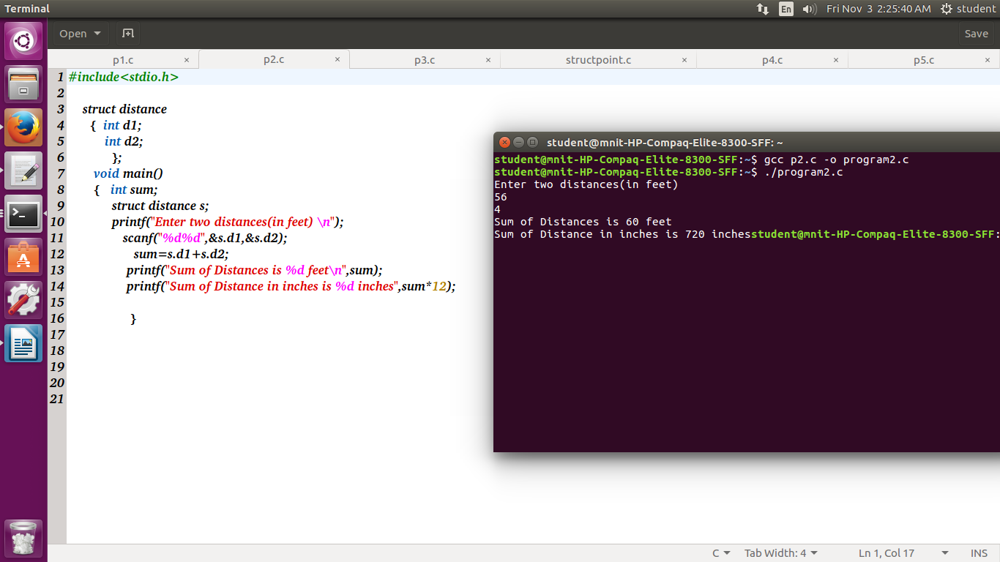 Terminal
En
Fri Nov 3 2:25:40 AM
student
Open
Save
p1.c ×
p2.c ×
p3.c ×
structpoint.c ×
p4.c ×
p5.c ×
1 #include<stdio.h>
2
3 struct distance
4 { int d1;
5 int d2;
6 };
7 void main()
8 { int sum;
9 struct distance s;
10 printf("Enter two distances(in feet) \n");
11 scanf("%d%d",&s.d1,&s.d2);
12 sum=s.d1+s.d2;
13 printf("Sum of Distances is %d feet\n",sum);
14 printf("Sum of Distance in inches is %d inches",sum*12);
15
16 }
17
18
19
20
21
student@mnit-HP-Compaq-Elite-8300-SFF: ~
student@mnit-HP-Compaq-Elite-8300-SFF:~$ gcc p2.c -o program2.c
student@mnit-HP-Compaq-Elite-8300-SFF:~$ ./program2.c
Enter two distances(in feet)
56
4
Sum of Distances is 60 feet
Sum of Distance in inches is 720 inchesstudent@mnit-HP-Compaq-Elite-8300-SFF:
C
Tab Width: 4
Ln 1, Col 17
INS